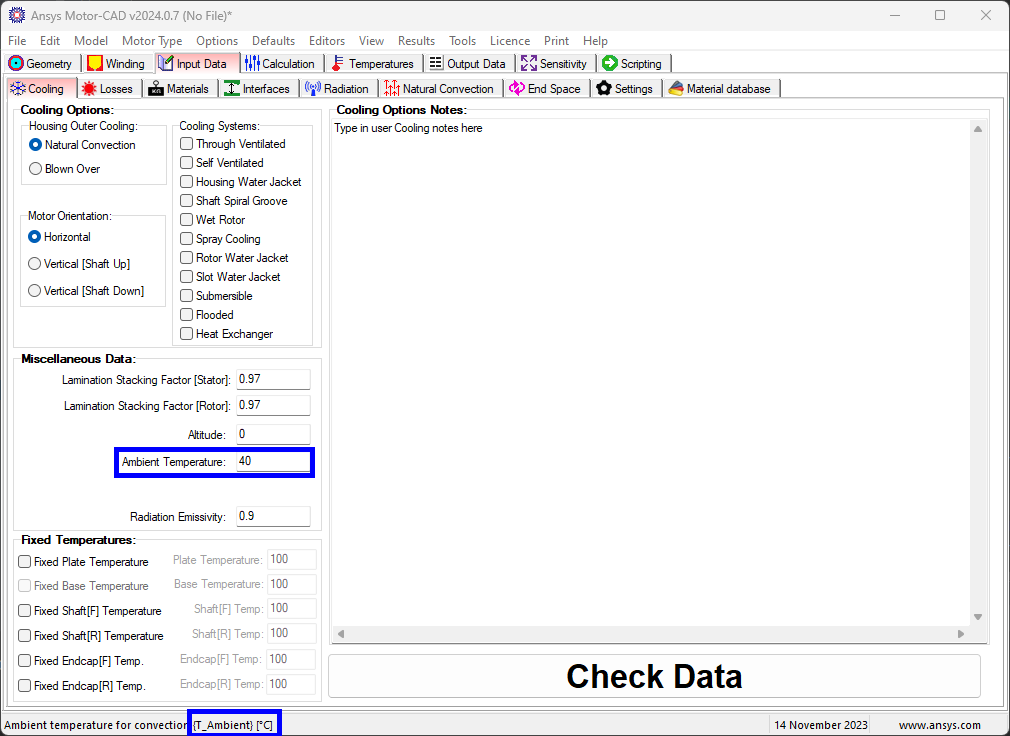 Ansys Motor-CAD v2024.0.7 (No File)*
File Edit Model Motor Type Options Defaults Editors View Results Tools Licence Print Help
Geometry Winding Input Data Calculation Temperatures Output Data Sensitivity Scripting
Cooling Losses Materials Interfaces Radiation Natural Convection End Space Settings Material database
Cooling Options:
Housing Outer Cooling:
Natural Convection
Blown Over
Motor Orientation:
Horizontal
Vertical [Shaft Up]
Vertical [Shaft Down]
Cooling Systems:
Through Ventilated
Self Ventilated
Housing Water Jacket
Shaft Spiral Groove
Wet Rotor
Spray Cooling
Rotor Water Jacket
Slot Water Jacket
Submersible
Flooded
Heat Exchanger
Miscellaneous Data:
Lamination Stacking Factor [Stator]: 0.97
Lamination Stacking Factor [Rotor]: 0.97
Altitude: 0
Ambient Temperature: 40
Radiation Emissivity: 0.9
Fixed Temperatures:
Fixed Plate Temperature Plate Temperature: 100
Fixed Base Temperature Base Temperature: 100
Fixed Shaft[F] Temperature Shaft[F] Temp: 100
Fixed Shaft[R] Temperature Shaft[R] Temp: 100
Fixed Endcap[F] Temp. Endcap[F] Temp: 100
Fixed Endcap[R] Temp. Endcap[R] Temp: 100
Cooling Options Notes:
Type in user Cooling notes here
Check Data
Ambient temperature for convection {T_Ambient} [°C] 14 November 2023 www.ansys.com